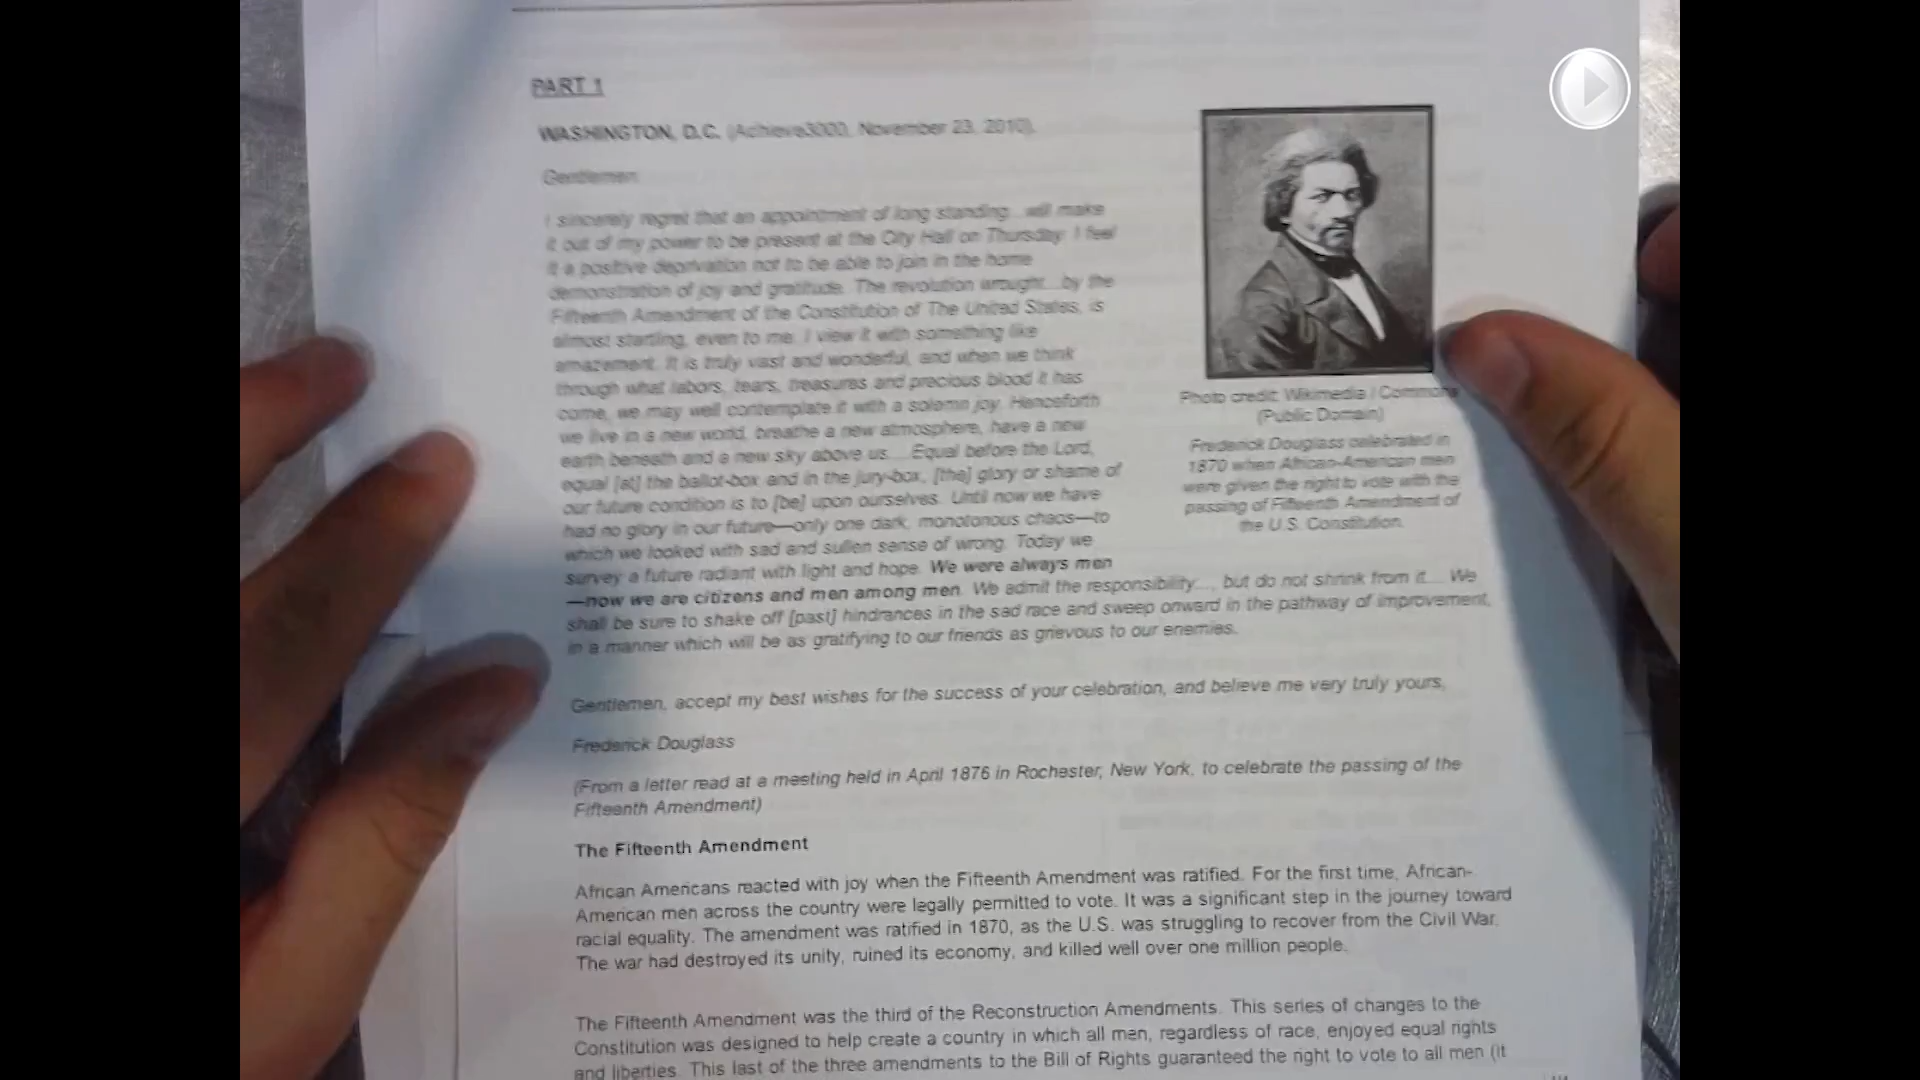 PART 1
WASHINGTON, D.C. (Achieve3000, November 23, 2010).
Gentlemen:
I sincerely regret that an appointment of long standing...will make
it out of my power to be present at the City Hall on Thursday. I feel
it a positive deprivation not to be able to join in the home
demonstration of joy and gratitude. The revolution wrought...by the
Fifteenth Amendment of the Constitution of The United States, is
almost startling, even to me. I view it with something like
amazement. It is truly vast and wonderful, and when we think
through what labors, tears, treasures and precious blood it has
come, we may well contemplate it with a solemn joy. Henceforth
we live in a new world, breathe a new atmosphere, have a new
earth beneath and a new sky above us.... Equal before the Lord,
equal [at] the ballot-box and in the jury-box, [the] glory or shame of
our future condition is to [be] upon ourselves. Until now we have
had no glory in our future—only one dark, monotonous chaos—to
which we looked with sad and sullen sense of wrong. Today we
survey a future radiant with light and hope. We were always men
—now we are citizens and men among men. We admit the responsibility..., but do not shrink from it.... We
shall be sure to shake off [past] hindrances in the sad race and sweep onward in the pathway of improvement,
in a manner which will be as gratifying to our friends as grievous to our enemies.
Photo credit: Wikimedia / Commons
(Public Domain)
Frederick Douglass celebrated in
1870 when African-American men
were given the right to vote with the
passing of Fifteenth Amendment of
the U.S. Constitution.
Gentlemen, accept my best wishes for the success of your celebration, and believe me very truly yours,
Frederick Douglass
(From a letter read at a meeting held in April 1876 in Rochester, New York, to celebrate the passing of the
Fifteenth Amendment)
The Fifteenth Amendment
African Americans reacted with joy when the Fifteenth Amendment was ratified. For the first time, African-
American men across the country were legally permitted to vote. It was a significant step in the journey toward
racial equality. The amendment was ratified in 1870, as the U.S. was struggling to recover from the Civil War.
The war had destroyed its unity, ruined its economy, and killed well over one million people.
The Fifteenth Amendment was the third of the Reconstruction Amendments. This series of changes to the
Constitution was designed to help create a country in which all men, regardless of race, enjoyed equal rights
and liberties. This last of the three amendments to the Bill of Rights guaranteed the right to vote to all men (it